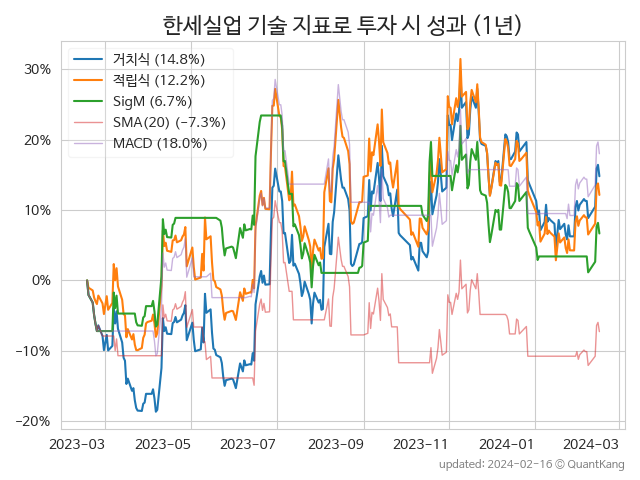 한세실업 기술 지표로 투자 시 성과 (1년)
거치식 (14.8%)
적립식 (12.2%)
SigM (6.7%)
SMA(20) (−7.3%)
MACD (18.0%)
30%
20%
10%
0%
−10%
−20%
2023−03
2023−05
2023−07
2023−09
2023−11
2024−01
2024−03
updated: 2024−02−16 © QuantKang